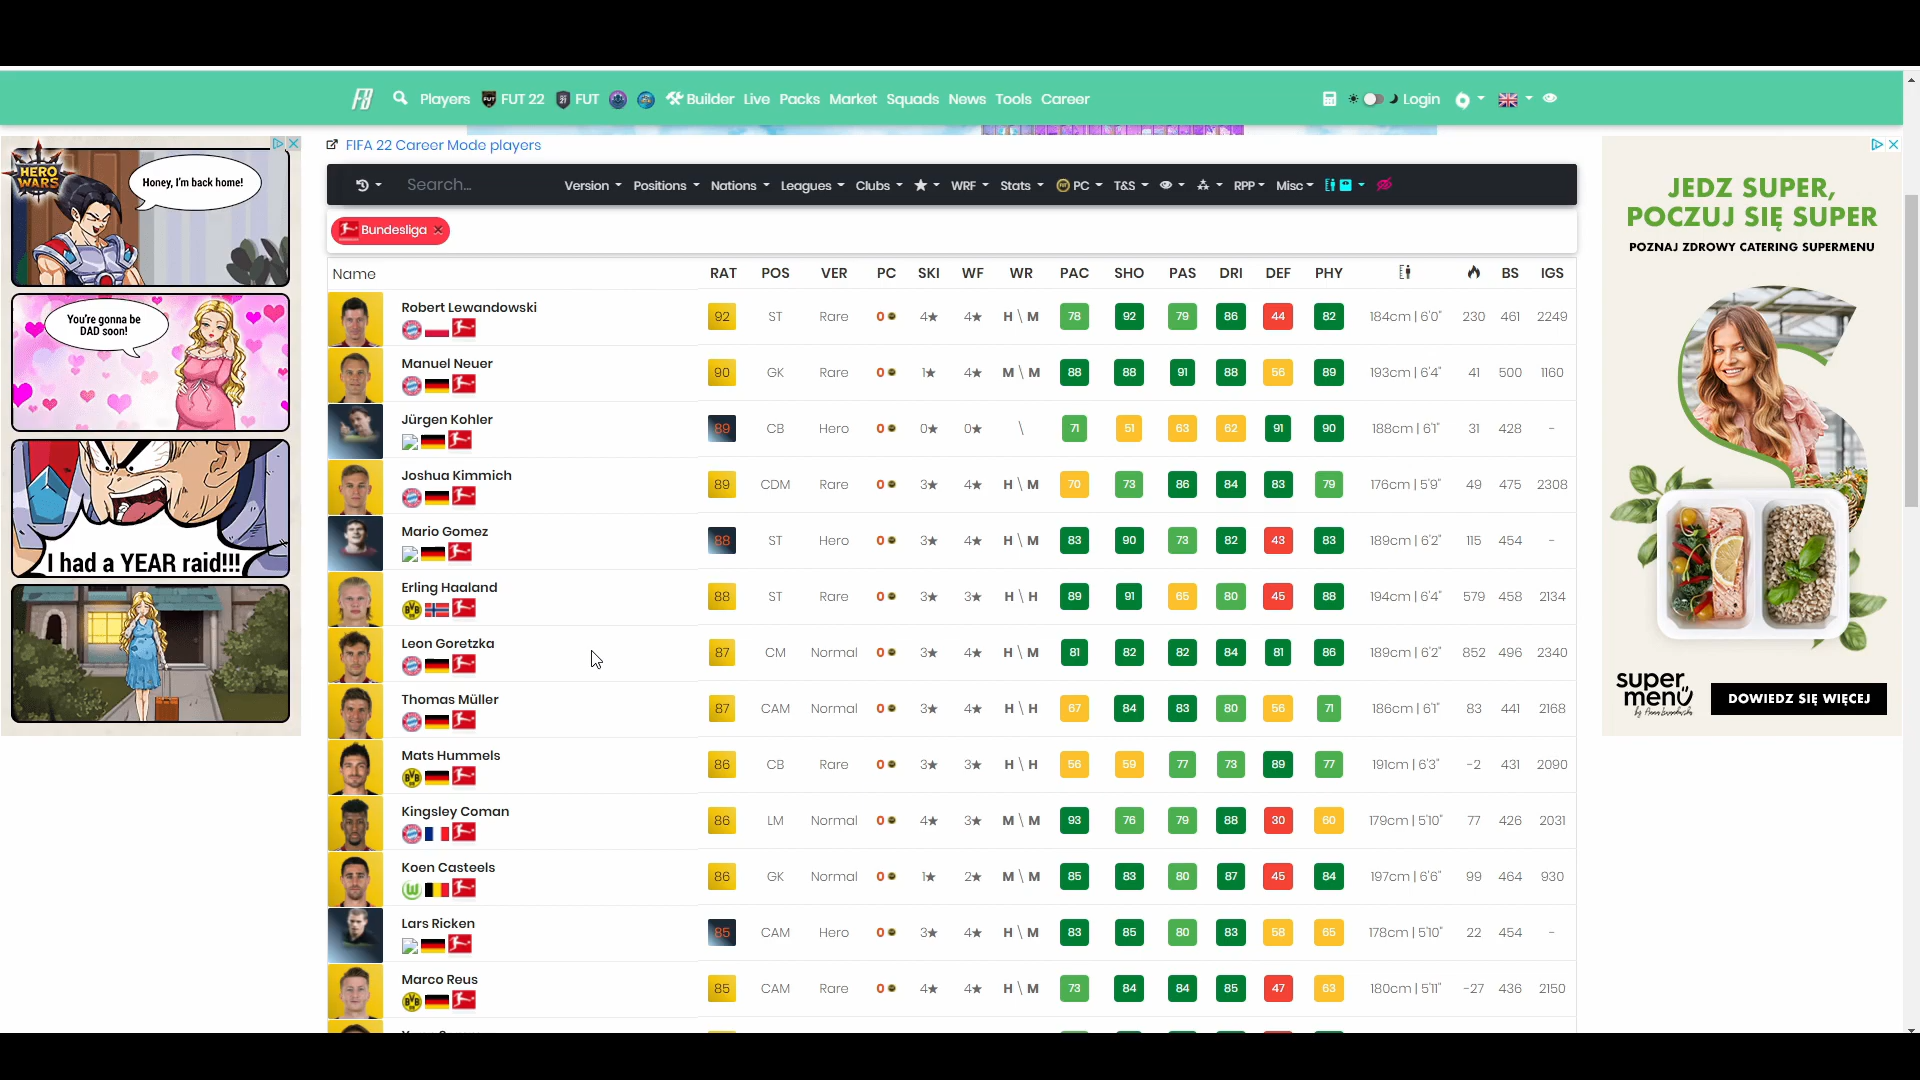 FB Players FUT 22 FUT Builder Live Packs Market Squads News Tools Career Login
FIFA 22 Career Mode players
Search... Version Positions Nations Leagues Clubs WRF Stats PC T&S RPP Misc
Bundesliga ×
Name RAT POS VER PC SKI WF WR PAC SHO PAS DRI DEF PHY BS IGS
Robert Lewandowski
92 ST Rare 0 4★ 4★ H \ M 78 92 79 86 44 82 184cm | 6'0" 230 461 2249
Manuel Neuer
90 GK Rare 0 1★ 4★ M \ M 88 88 91 88 56 89 193cm | 6'4" 41 500 1160
Jürgen Kohler
89 CB Hero 0 0★ 0★ \ 71 51 63 62 91 90 188cm | 6'1" 31 428 -
Joshua Kimmich
89 CDM Rare 0 3★ 4★ H \ M 70 73 86 84 83 79 176cm | 5'9" 49 475 2308
Mario Gomez
88 ST Hero 0 3★ 4★ H \ M 83 90 73 82 43 83 189cm | 6'2" 115 454 -
Erling Haaland
88 ST Rare 0 3★ 3★ H \ H 89 91 65 80 45 88 194cm | 6'4" 579 458 2134
Leon Goretzka
87 CM Normal 0 3★ 4★ H \ M 81 82 82 84 81 86 189cm | 6'2" 852 496 2340
Thomas Müller
87 CAM Normal 0 3★ 4★ H \ H 67 84 83 80 56 71 186cm | 6'1" 83 441 2168
Mats Hummels
86 CB Rare 0 3★ 3★ H \ H 56 59 77 73 89 77 191cm | 6'3" -2 431 2090
Kingsley Coman
86 LM Normal 0 4★ 3★ M \ M 93 76 79 88 30 60 179cm | 5'10" 77 426 2031
Koen Casteels
86 GK Normal 0 1★ 2★ M \ M 85 83 80 87 45 84 197cm | 6'6" 99 464 930
Lars Ricken
85 CAM Hero 0 3★ 4★ H \ M 83 85 80 83 58 65 178cm | 5'10" 22 454 -
Marco Reus
85 CAM Rare 0 4★ 4★ H \ M 73 84 84 85 47 63 180cm | 5'11" -27 436 2150
HERO
WARS
Honey, I'm back home!
You're gonna be
DAD soon!
I had a YEAR raid!!!
JEDZ SUPER,
POCZUJ SIĘ SUPER
POZNAJ ZDROWY CATERING SUPERMENU
super
menu
DOWIEDZ SIĘ WIĘCEJ